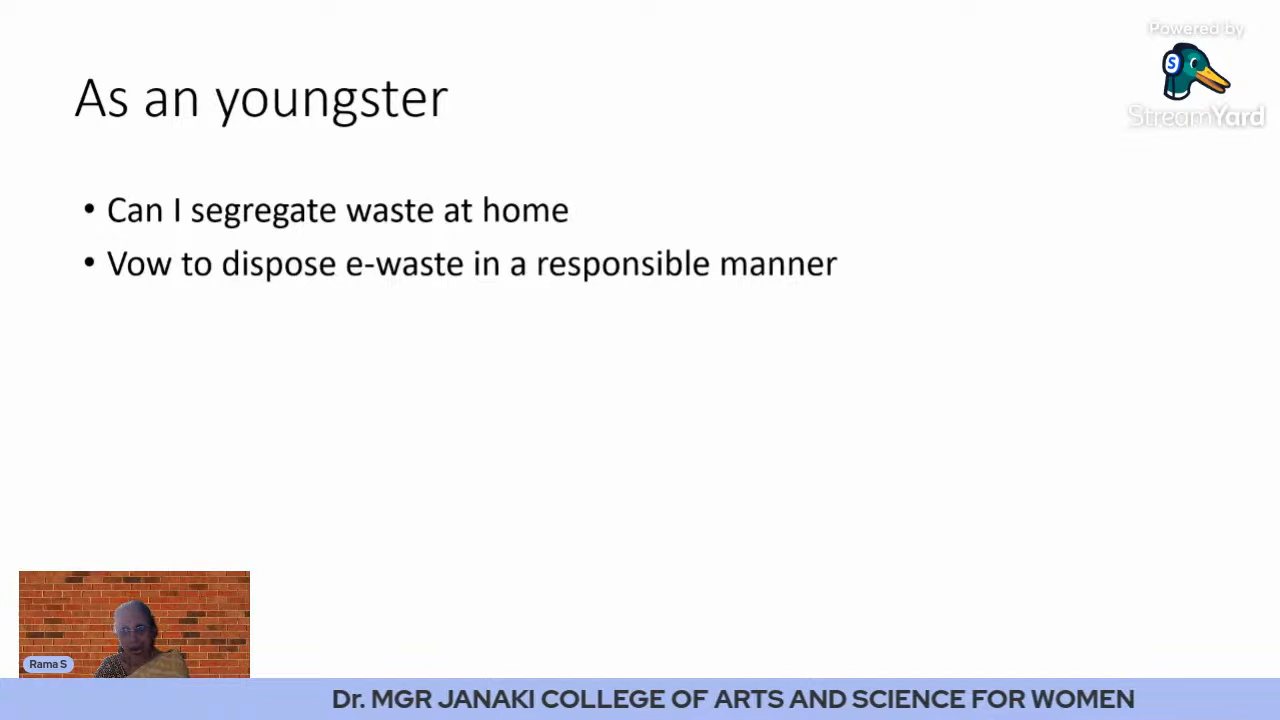 Powered by
S
StreamYard
As an youngster
• Can I segregate waste at home
• Vow to dispose e-waste in a responsible manner
Rama S
Dr. MGR JANAKI COLLEGE OF ARTS AND SCIENCE FOR WOMEN